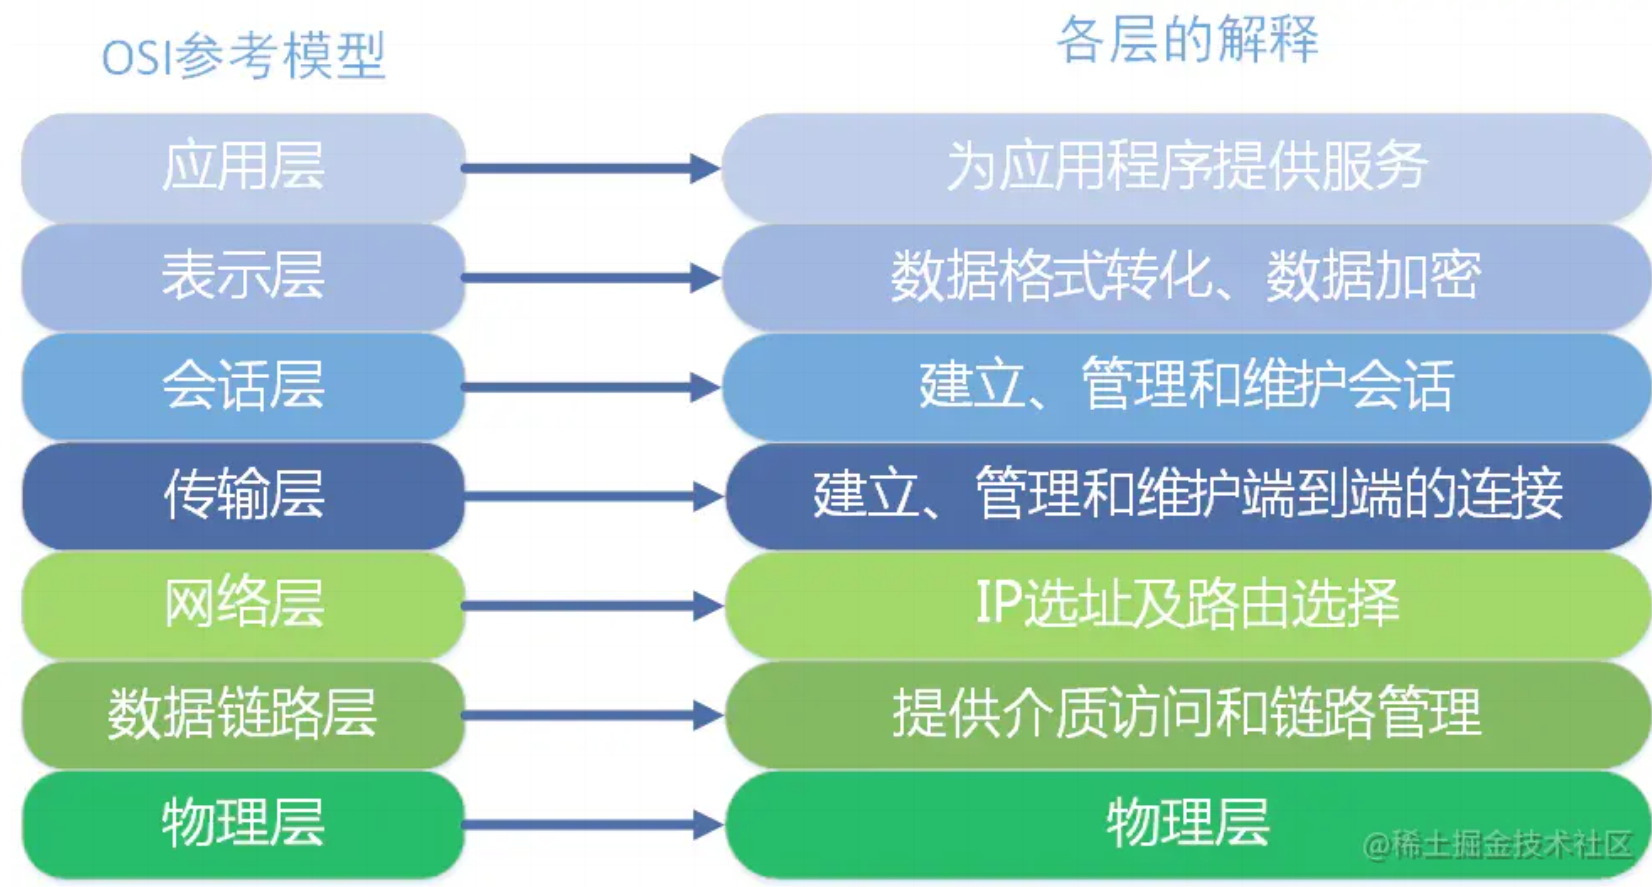 OSI参考模型
各层的解释
应用层
为应用程序提供服务
表示层
数据格式转化、数据加密
会话层
建立、管理和维护会话
传输层
建立、管理和维护端到端的连接
网络层
IP选址及路由选择
数据链路层
提供介质访问和链路管理
物理层
物理层
@稀土掘金技术社区